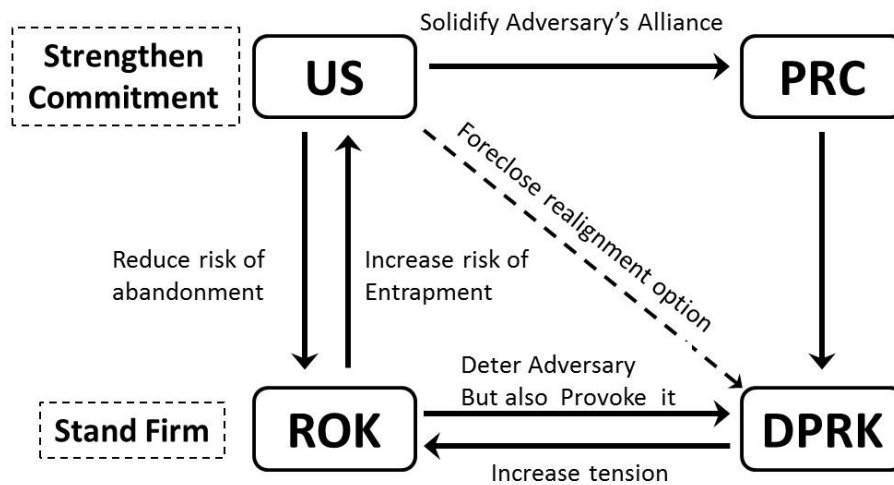 Solidify Adversary's Alliance
Strengthen
Commitment
US
PRC
Foreclose realignment option
Reduce risk of
abandonment
Increase risk of
Entrapment
Deter Adversary
But also Provoke it
Stand Firm
ROK
DPRK
Increase tension